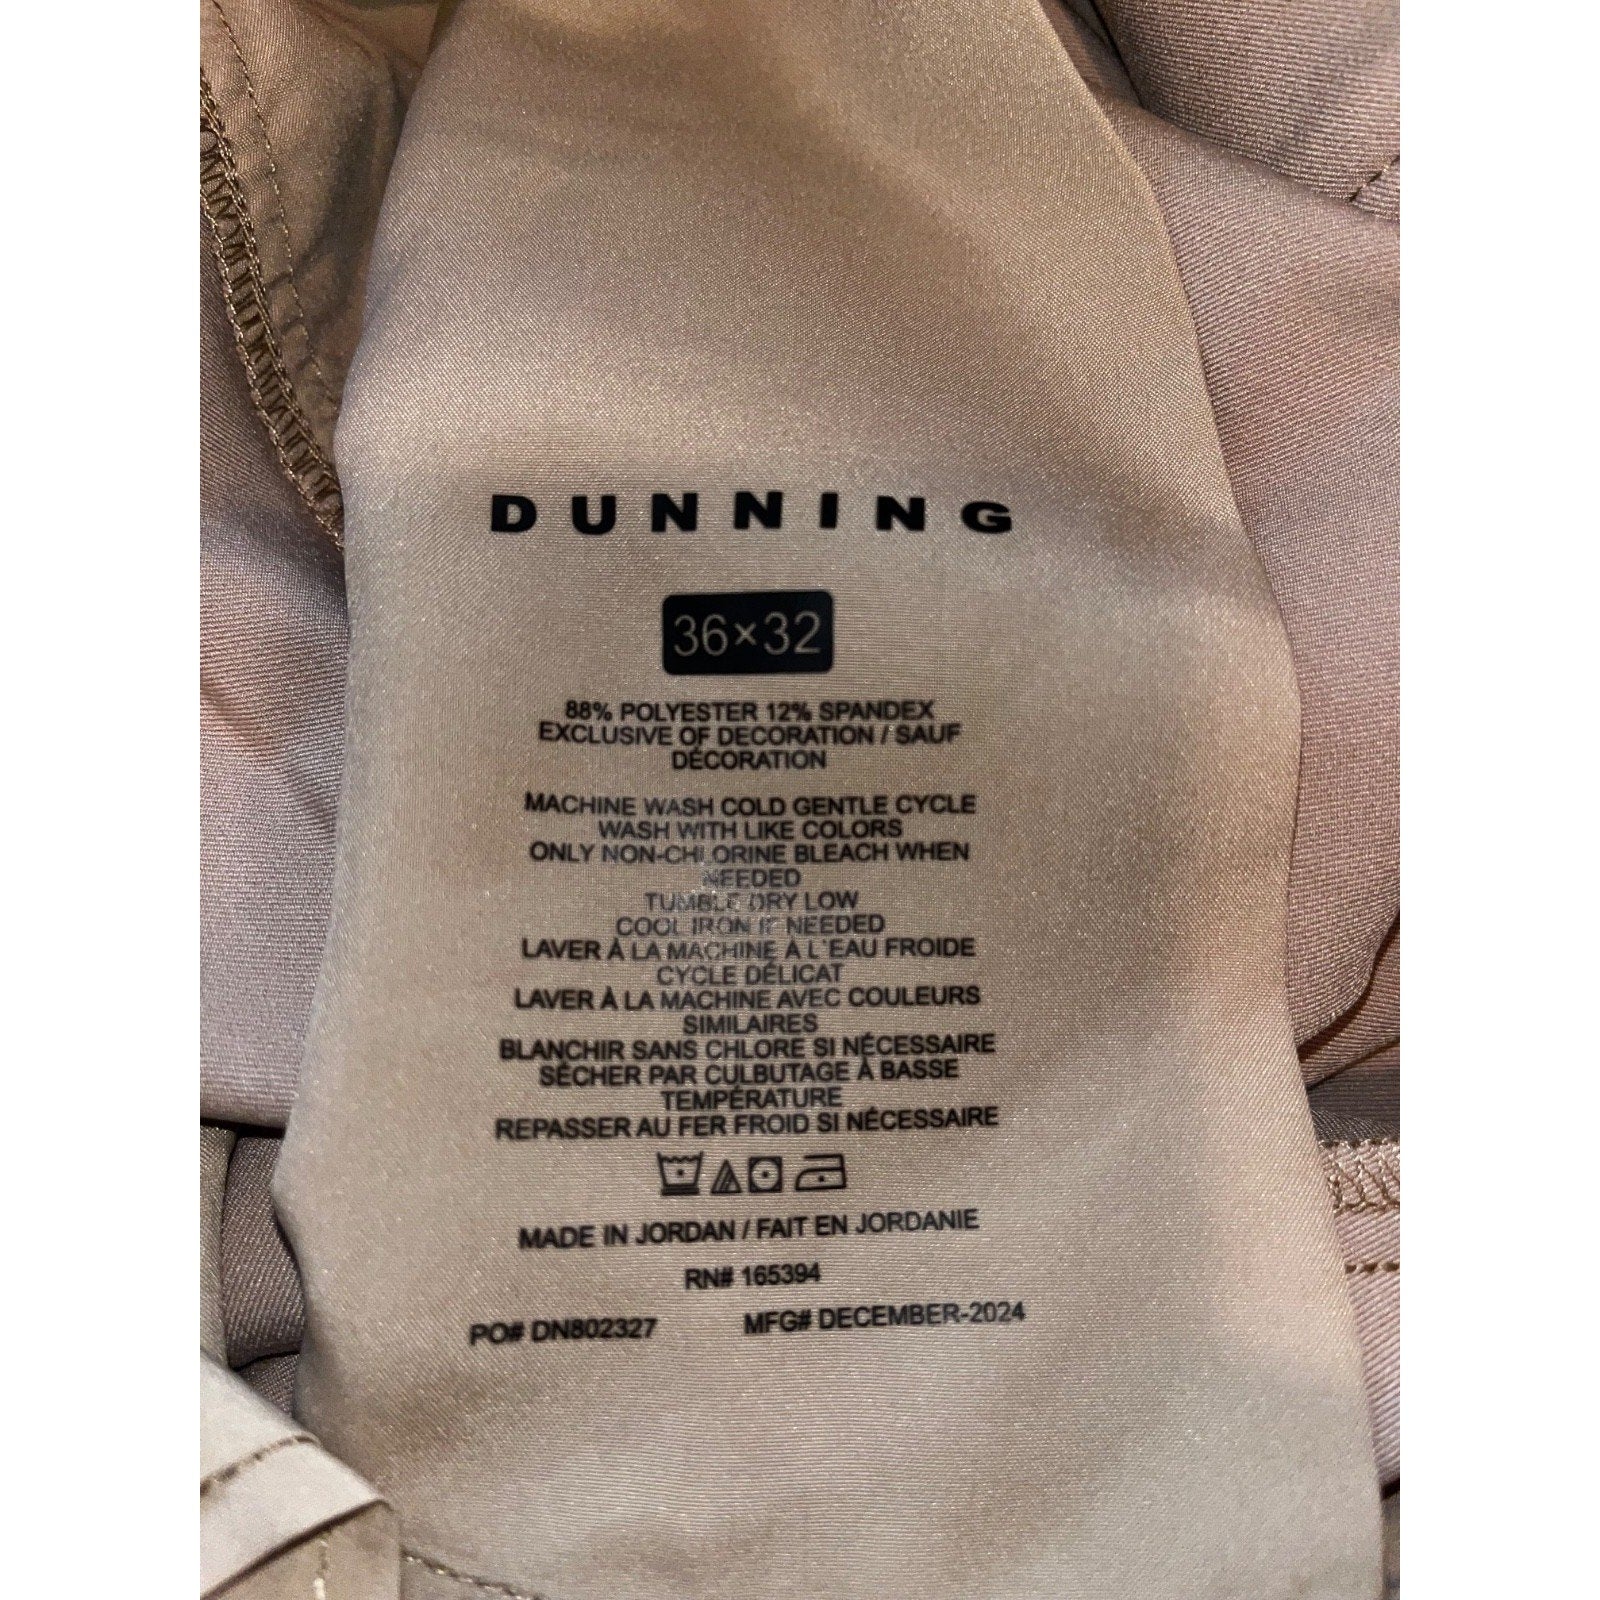 DUNNING
36×32
88% POLYESTER 12% SPANDEX
EXCLUSIVE OF DECORATION / SAUF
DÉCORATION
MACHINE WASH COLD GENTLE CYCLE
WASH WITH LIKE COLORS
ONLY NON-CHLORINE BLEACH WHEN
NEEDED
TUMBLE DRY LOW
COOL IRON IF NEEDED
LAVER À LA MACHINE À L'EAU FROIDE
CYCLE DÉLICAT
LAVER À LA MACHINE AVEC COULEURS
SIMILAIRES
BLANCHIR SANS CHLORE SI NÉCESSAIRE
SÉCHER PAR CULBUTAGE À BASSE
TEMPÉRATURE
REPASSER AU FER FROID SI NÉCESSAIRE
MADE IN JORDAN / FAIT EN JORDANIE
RN# 165394
PO# DN802327 MFG# DECEMBER-2024